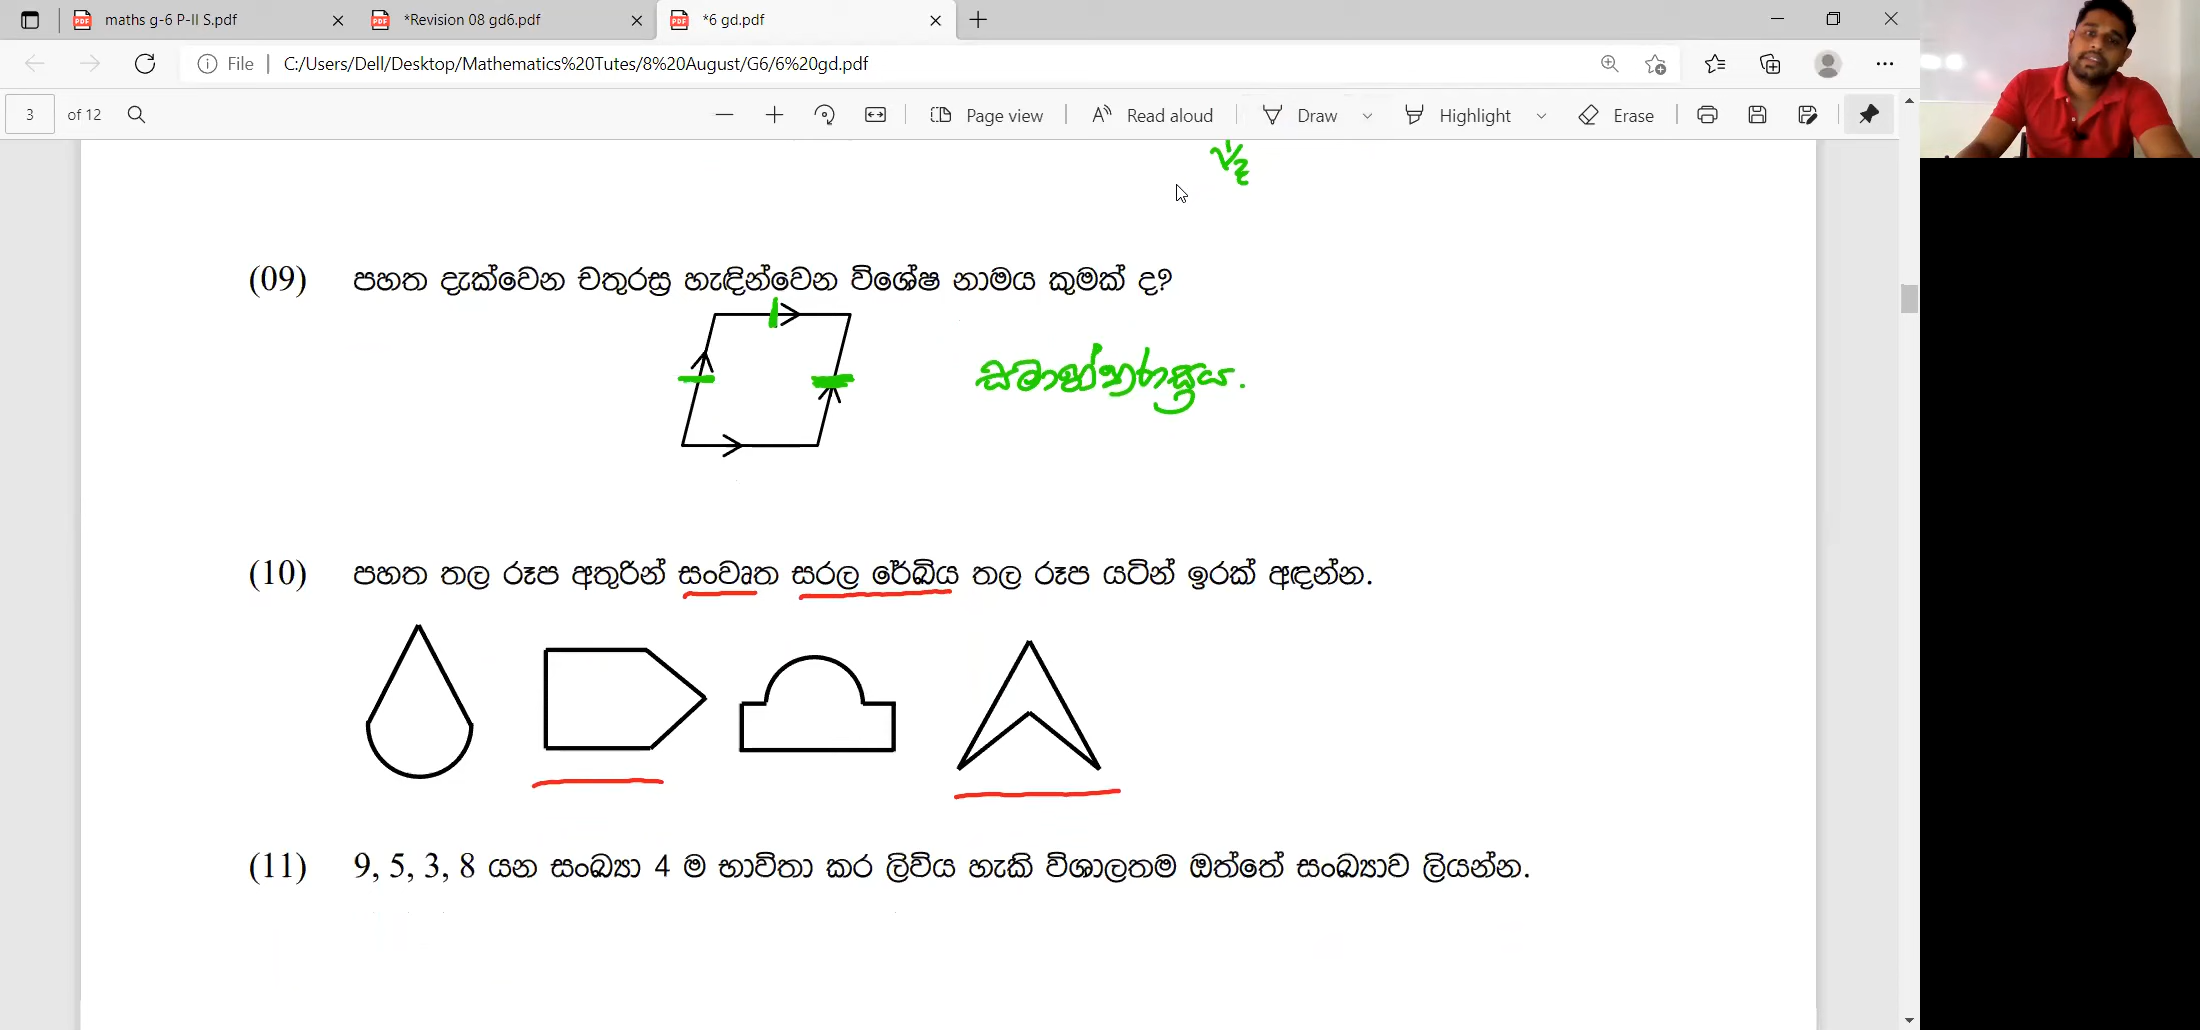 maths g-6 P-II S.pdf
*Revision 08 gd6.pdf
*6 gd.pdf
File
C:/Users/Dell/Desktop/Mathematics%20Tutes/8%20August/G6/6%20gd.pdf
3 of 12
Page view
Read aloud
Draw
Highlight
Erase
(09) පහත දැක්වෙන චතුරස්‍ර හැඳින්වෙන විශේෂ නාමය කුමක් ද?
සමාන්තරාස්‍රය.
(10) පහත තල රූප අතුරින් සංවෘත සරල රේඛීය තල රූප යටින් ඉරක් අඳින්න.
(11) 9, 5, 3, 8 යන සංඛ්‍යා 4 ම භාවිතා කර ලිවිය හැකි විශාලතම ඔත්තේ සංඛ්‍යාව ලියන්න.